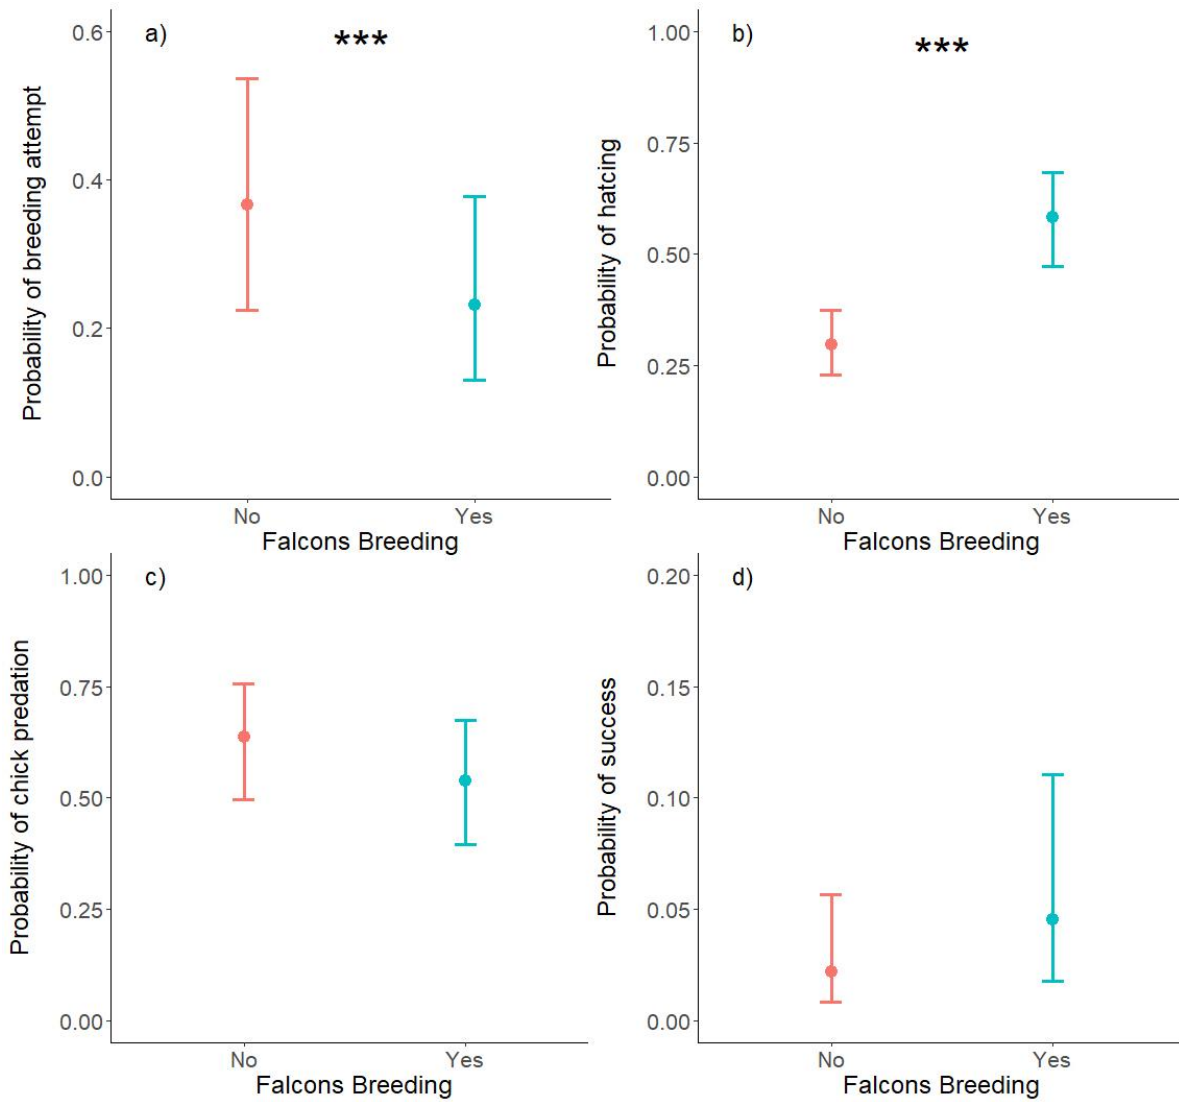 a)
***
Probability of breeding attempt
0.6
0.4
0.2
0.0
No
Yes
Falcons Breeding
b)
***
Probability of hatcing
1.00
0.75
0.50
0.25
0.00
No
Yes
Falcons Breeding
c)
Probability of chick predation
1.00
0.75
0.50
0.25
0.00
No
Yes
Falcons Breeding
d)
Probability of success
0.20
0.15
0.10
0.05
0.00
No
Yes
Falcons Breeding